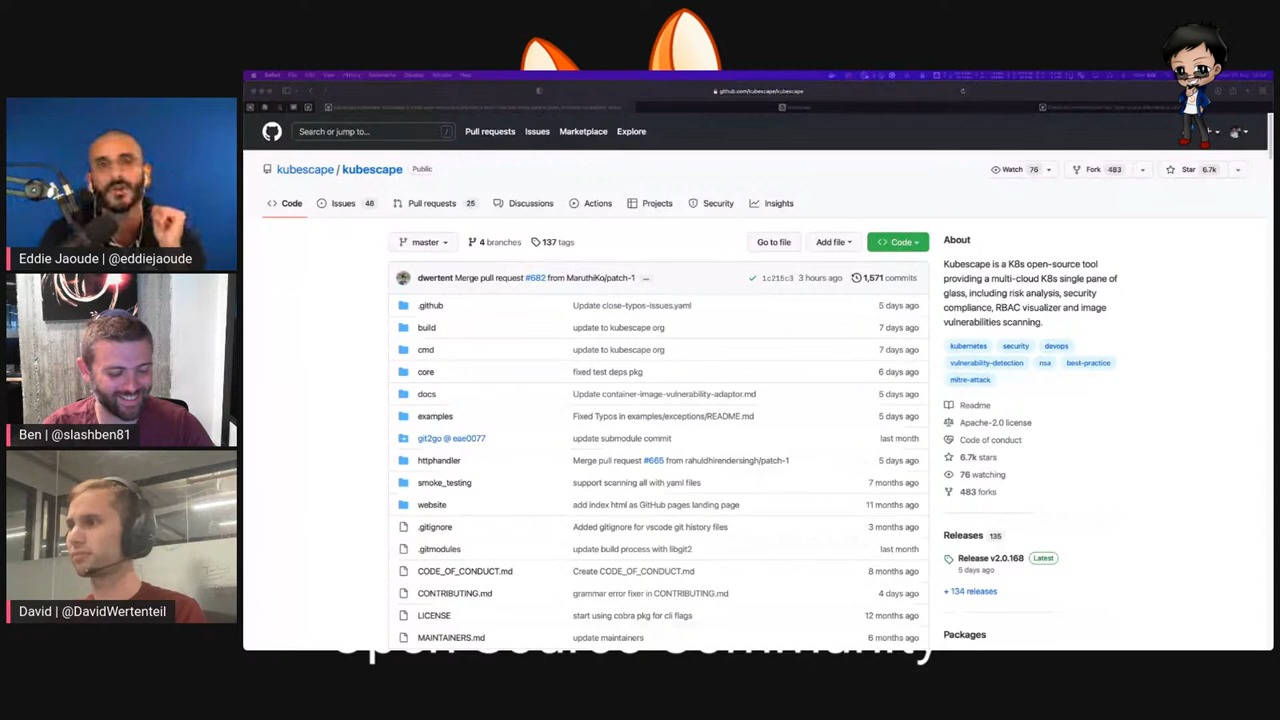 github.com/kubescape/kubescape
Search or jump to...
/
Pull requests
Issues
Marketplace
Explore
kubescape / kubescape
Public
Watch 76
Fork 483
Star 6.7k
Code
Issues 48
Pull requests 25
Discussions
Actions
Projects
Security
Insights
master
4 branches
137 tags
Go to file
Add file
Code
dwertent Merge pull request #682 from MaruthiKo/patch-1 ...
1c215c3 3 hours ago
1,571 commits
.github Update close-typos-issues.yaml 5 days ago
build update to kubescape org 7 days ago
cmd update to kubescape org 7 days ago
core fixed test deps pkg 6 days ago
docs Update container-image-vulnerability-adaptor.md 5 days ago
examples Fixed Typos in examples/exceptions/README.md 5 days ago
git2go @ eae0077 update submodule commit last month
httphandler Merge pull request #665 from rahuldhirendersingh/patch-1 5 days ago
smoke_testing support scanning all with yaml files 7 months ago
website add index html as GitHub pages landing page 11 months ago
.gitignore Added gitignore for vscode git history files 3 months ago
.gitmodules update build process with libgit2 last month
CODE_OF_CONDUCT.md Create CODE_OF_CONDUCT.md 8 months ago
CONTRIBUTING.md grammar error fixer in CONTRIBUTING.md 4 days ago
LICENSE start using cobra pkg for cli flags 12 months ago
MAINTAINERS.md update maintainers 6 months ago
About
Kubescape is a K8s open-source tool
providing a multi-cloud K8s single pane of
glass, including risk analysis, security
compliance, RBAC visualizer and image
vulnerabilities scanning.
kubernetes security devops
vulnerability-detection nsa best-practice
mitre-attack
Readme
Apache-2.0 license
Code of conduct
6.7k stars
76 watching
483 forks
Releases 135
Release v2.0.168 Latest
5 days ago
+ 134 releases
Packages
Eddie Jaoude | @eddiejaoude
Ben | @slashben81
David | @DavidWertenteil
Open Source Community